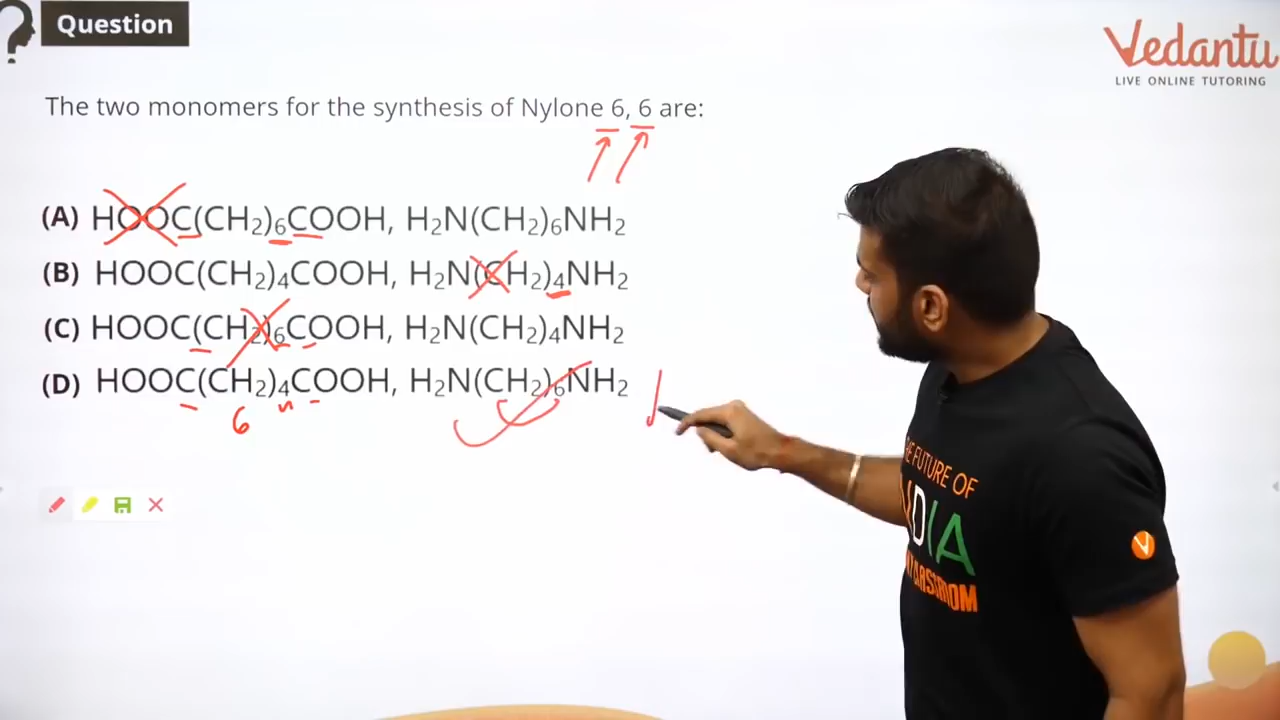 Question
Vedantu
LIVE ONLINE TUTORING
The two monomers for the synthesis of Nylone 6, 6 are:
(A) HOOC(CH₂)₆COOH, H₂N(CH₂)₆NH₂
(B) HOOC(CH₂)₄COOH, H₂N(CH₂)₄NH₂
(C) HOOC(CH₂)₆COOH, H₂N(CH₂)₄NH₂
(D) HOOC(CH₂)₄COOH, H₂N(CH₂)₆NH₂
6
FUTURE OF
INDIA